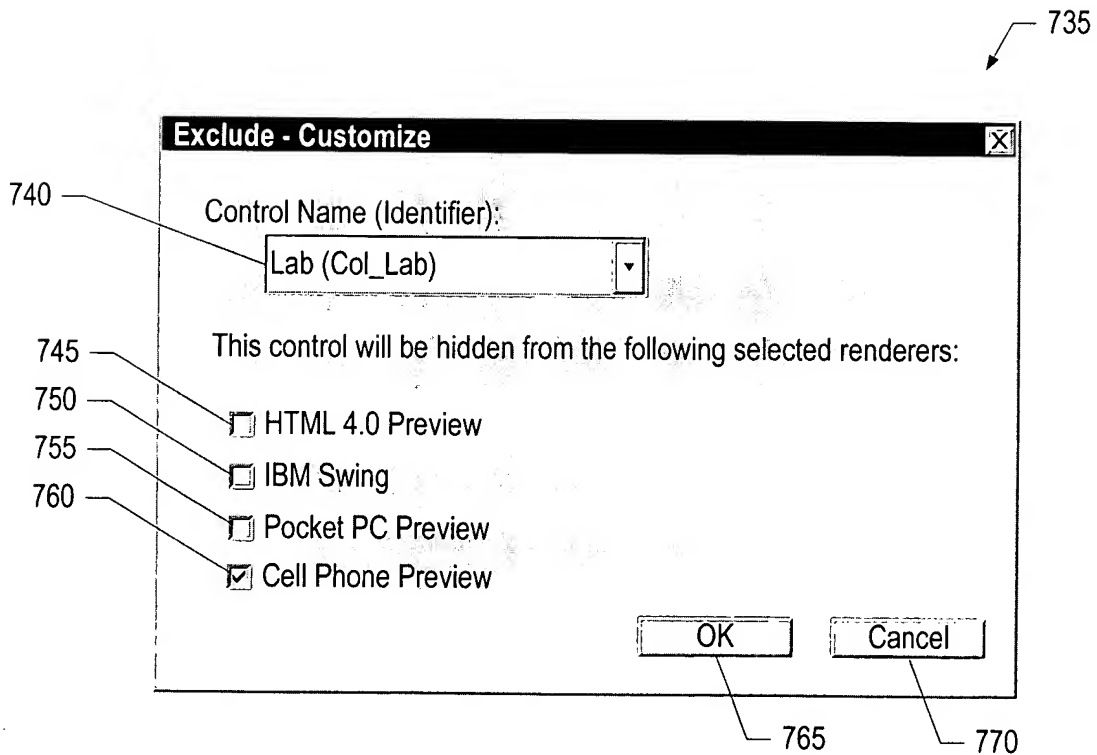 735
Exclude - Customize X
740
Control Name (Identifier):
Lab (Col_Lab)
This control will be hidden from the following selected renderers:
745
HTML 4.0 Preview
750
IBM Swing
755
Pocket PC Preview
760
Cell Phone Preview
OK Cancel
765 770